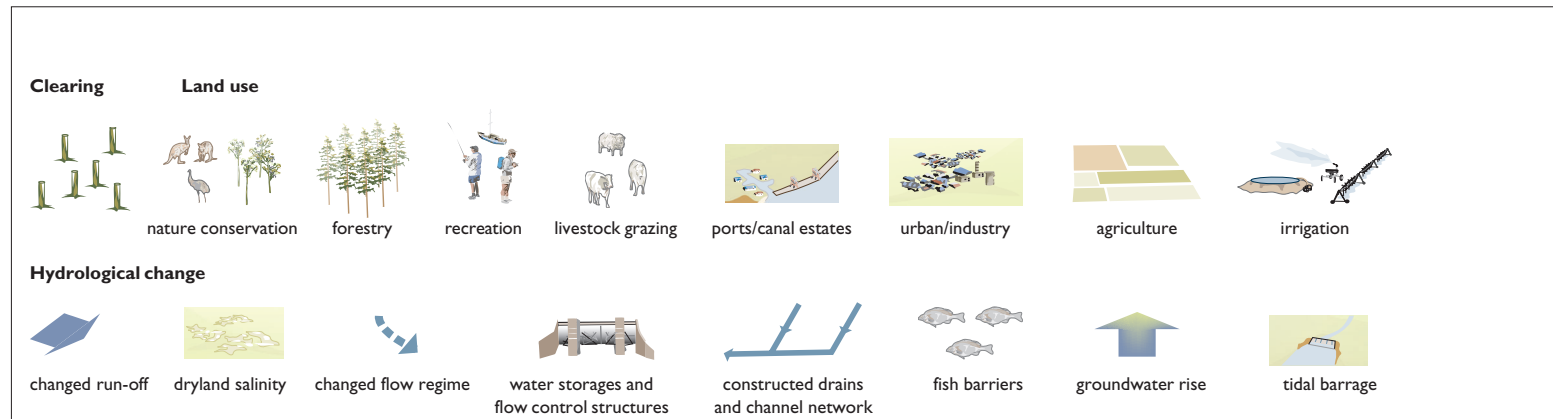 Clearing
Land use
nature conservation
forestry
recreation
livestock grazing
ports/canal estates
urban/industry
agriculture
irrigation
Hydrological change
changed run-off
dryland salinity
changed flow regime
water storages and
flow control structures
constructed drains
and channel network
fish barriers
groundwater rise
tidal barrage